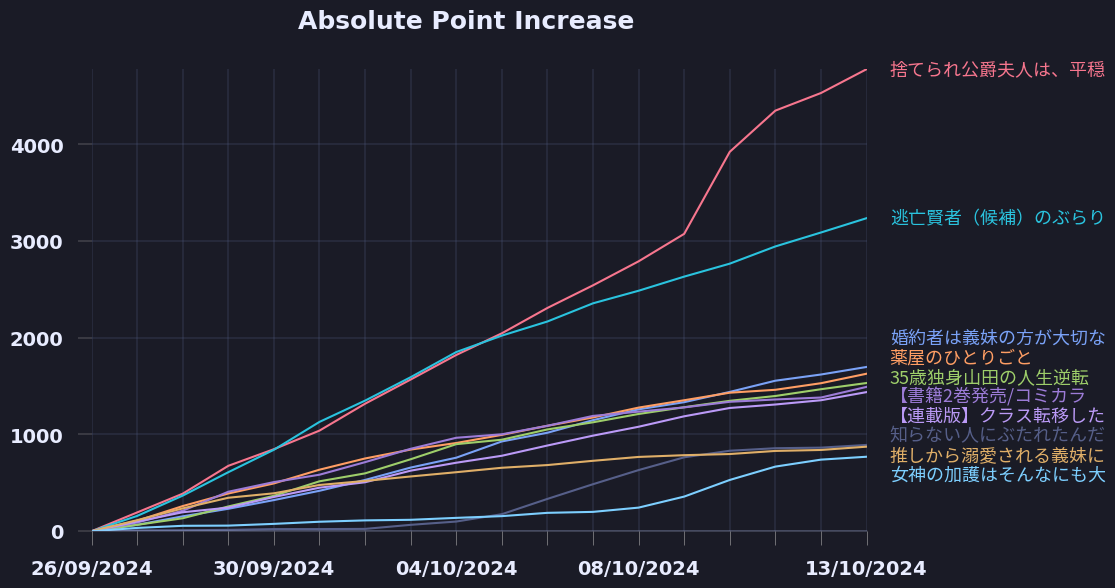 Absolute Point Increase
捨てられ公爵夫人は、平穏
4000
逃亡賢者（候補）のぶらり
3000
2000
婚約者は義妹の方が大切な
薬屋のひとりごと
35歳独身山田の人生逆転
【書籍2巻発売/コミカラ
【連載版】クラス転移した
1000
知らない人にぶたれたんだ
推しから溺愛される義妹に
女神の加護はそんなにも大
0
26/09/2024 30/09/2024 04/10/2024 08/10/2024 13/10/2024